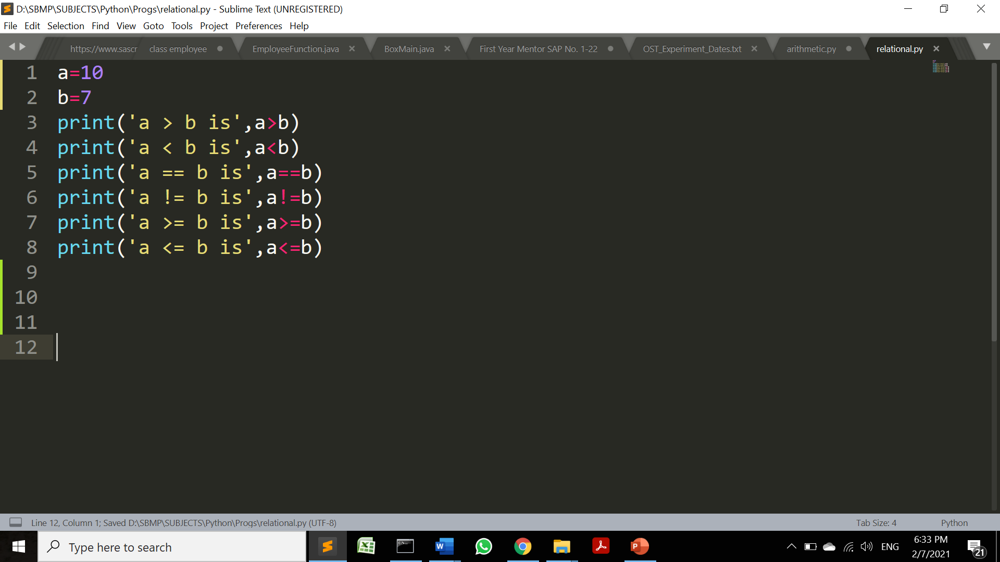 D:\SBMP\SUBJECTS\Python\Progs\relational.py - Sublime Text (UNREGISTERED)
File Edit Selection Find View Goto Tools Project Preferences Help
https://www.sascr class employee EmployeeFunction.java BoxMain.java First Year Mentor SAP No. 1-22 OST_Experiment_Dates.txt arithmetic.py relational.py
1 a=10
2 b=7
3 print('a > b is',a>b)
4 print('a < b is',a<b)
5 print('a == b is',a==b)
6 print('a != b is',a!=b)
7 print('a >= b is',a>=b)
8 print('a <= b is',a<=b)
9
10
11
12
Line 12, Column 1; Saved D:\SBMP\SUBJECTS\Python\Progs\relational.py (UTF-8) Tab Size: 4 Python
Type here to search
ENG
6:33 PM
2/7/2021
21